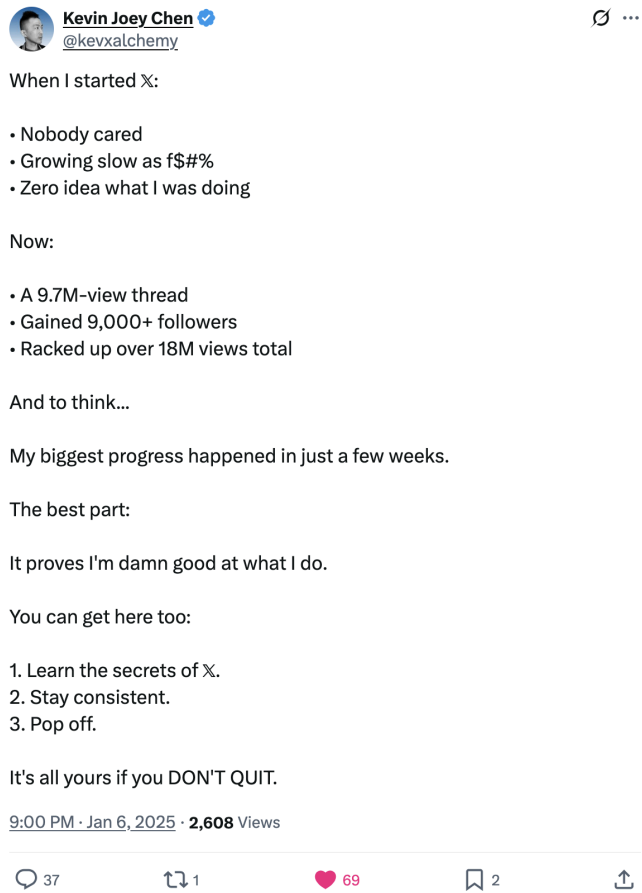 Kevin Joey Chen
@kevxalchemy
When I started 𝕏:
• Nobody cared
• Growing slow as f$#%
• Zero idea what I was doing
Now:
• A 9.7M-view thread
• Gained 9,000+ followers
• Racked up over 18M views total
And to think...
My biggest progress happened in just a few weeks.
The best part:
It proves I'm damn good at what I do.
You can get here too:
1. Learn the secrets of 𝕏.
2. Stay consistent.
3. Pop off.
It's all yours if you DON'T QUIT.
9:00 PM · Jan 6, 2025 · 2,608 Views
37 1 69 2